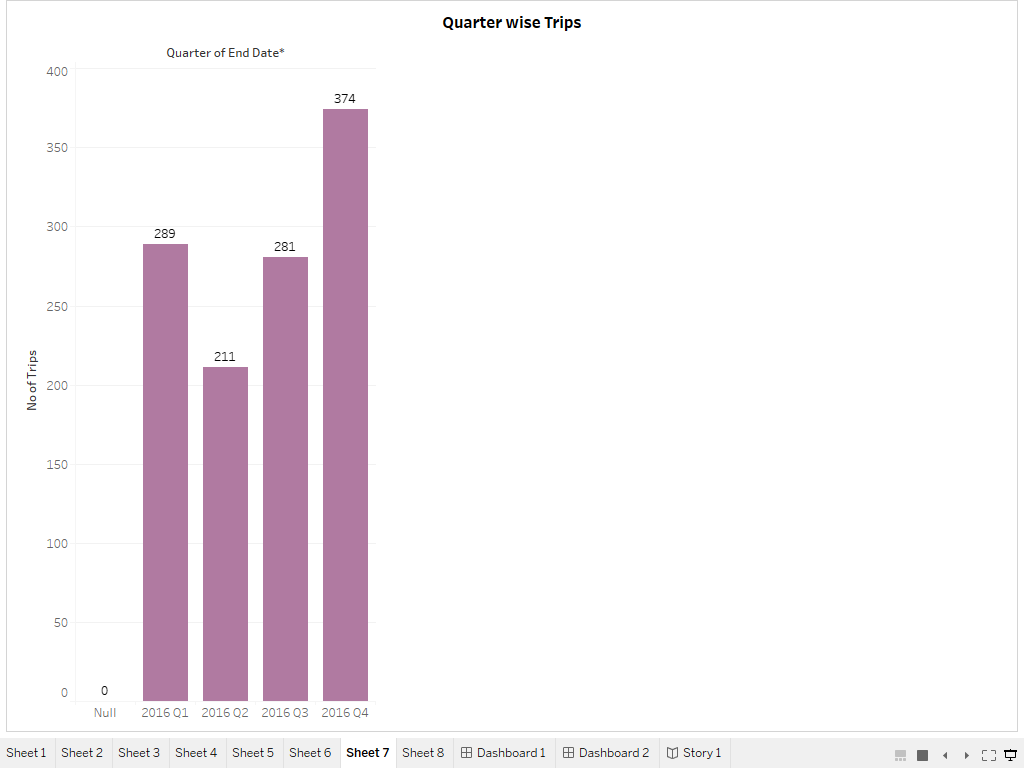 Quarter wise Trips
Quarter of End Date*
400
350
300
250
200
150
100
50
0
No of Trips
0
289
211
281
374
Null
2016 Q1
2016 Q2
2016 Q3
2016 Q4
Sheet 1
Sheet 2
Sheet 3
Sheet 4
Sheet 5
Sheet 6
Sheet 7
Sheet 8
Dashboard 1
Dashboard 2
Story 1